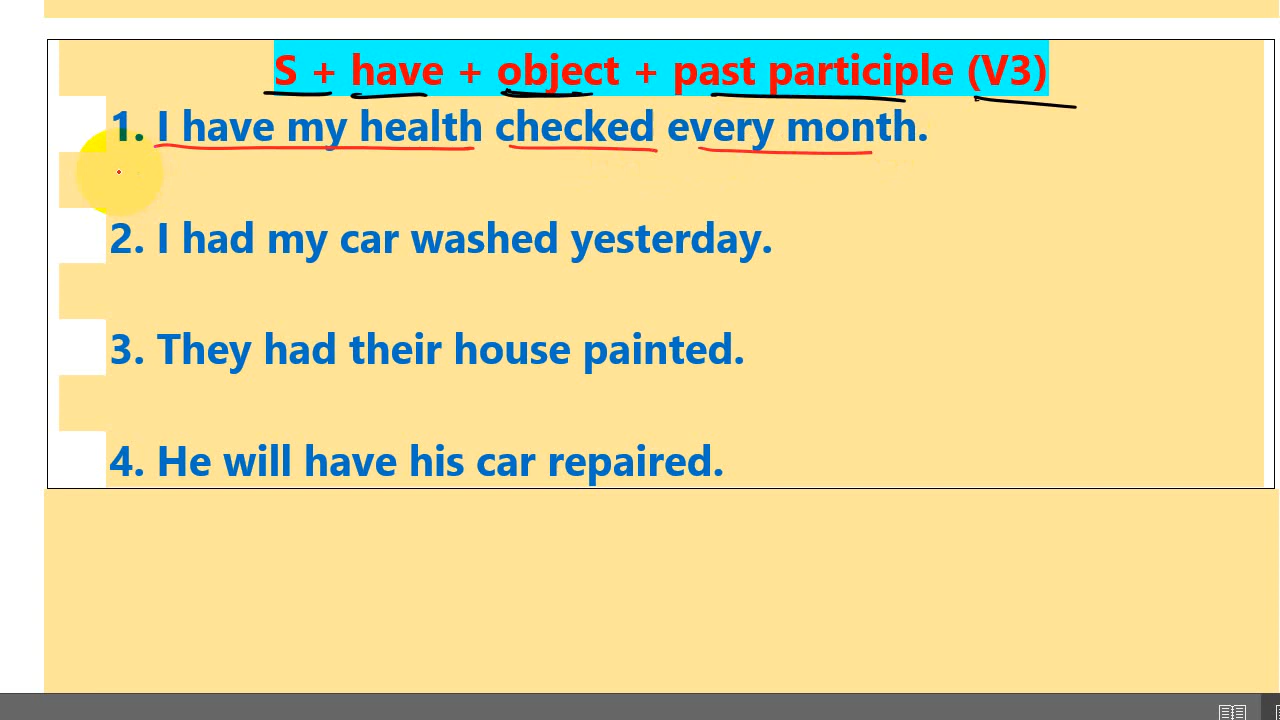 S + have + object + past participle (V3)
1. I have my health checked every month.
2. I had my car washed yesterday.
3. They had their house painted.
4. He will have his car repaired.